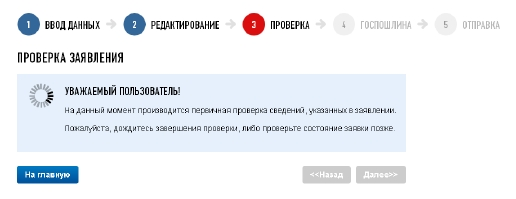 1 ВВОД ДАННЫХ 2 РЕДАКТИРОВАНИЕ 3 ПРОВЕРКА 4 ГОСПОШЛИНА 5 ОТПРАВКА
ПРОВЕРКА ЗАЯВЛЕНИЯ
УВАЖАЕМЫЙ ПОЛЬЗОВАТЕЛЬ!
На данный момент производится первичная проверка сведений, указанных в заявлении.
Пожалуйста, дождитесь завершения проверки, либо проверьте состояние заявки позже.
На главную <<Назад Далее>>